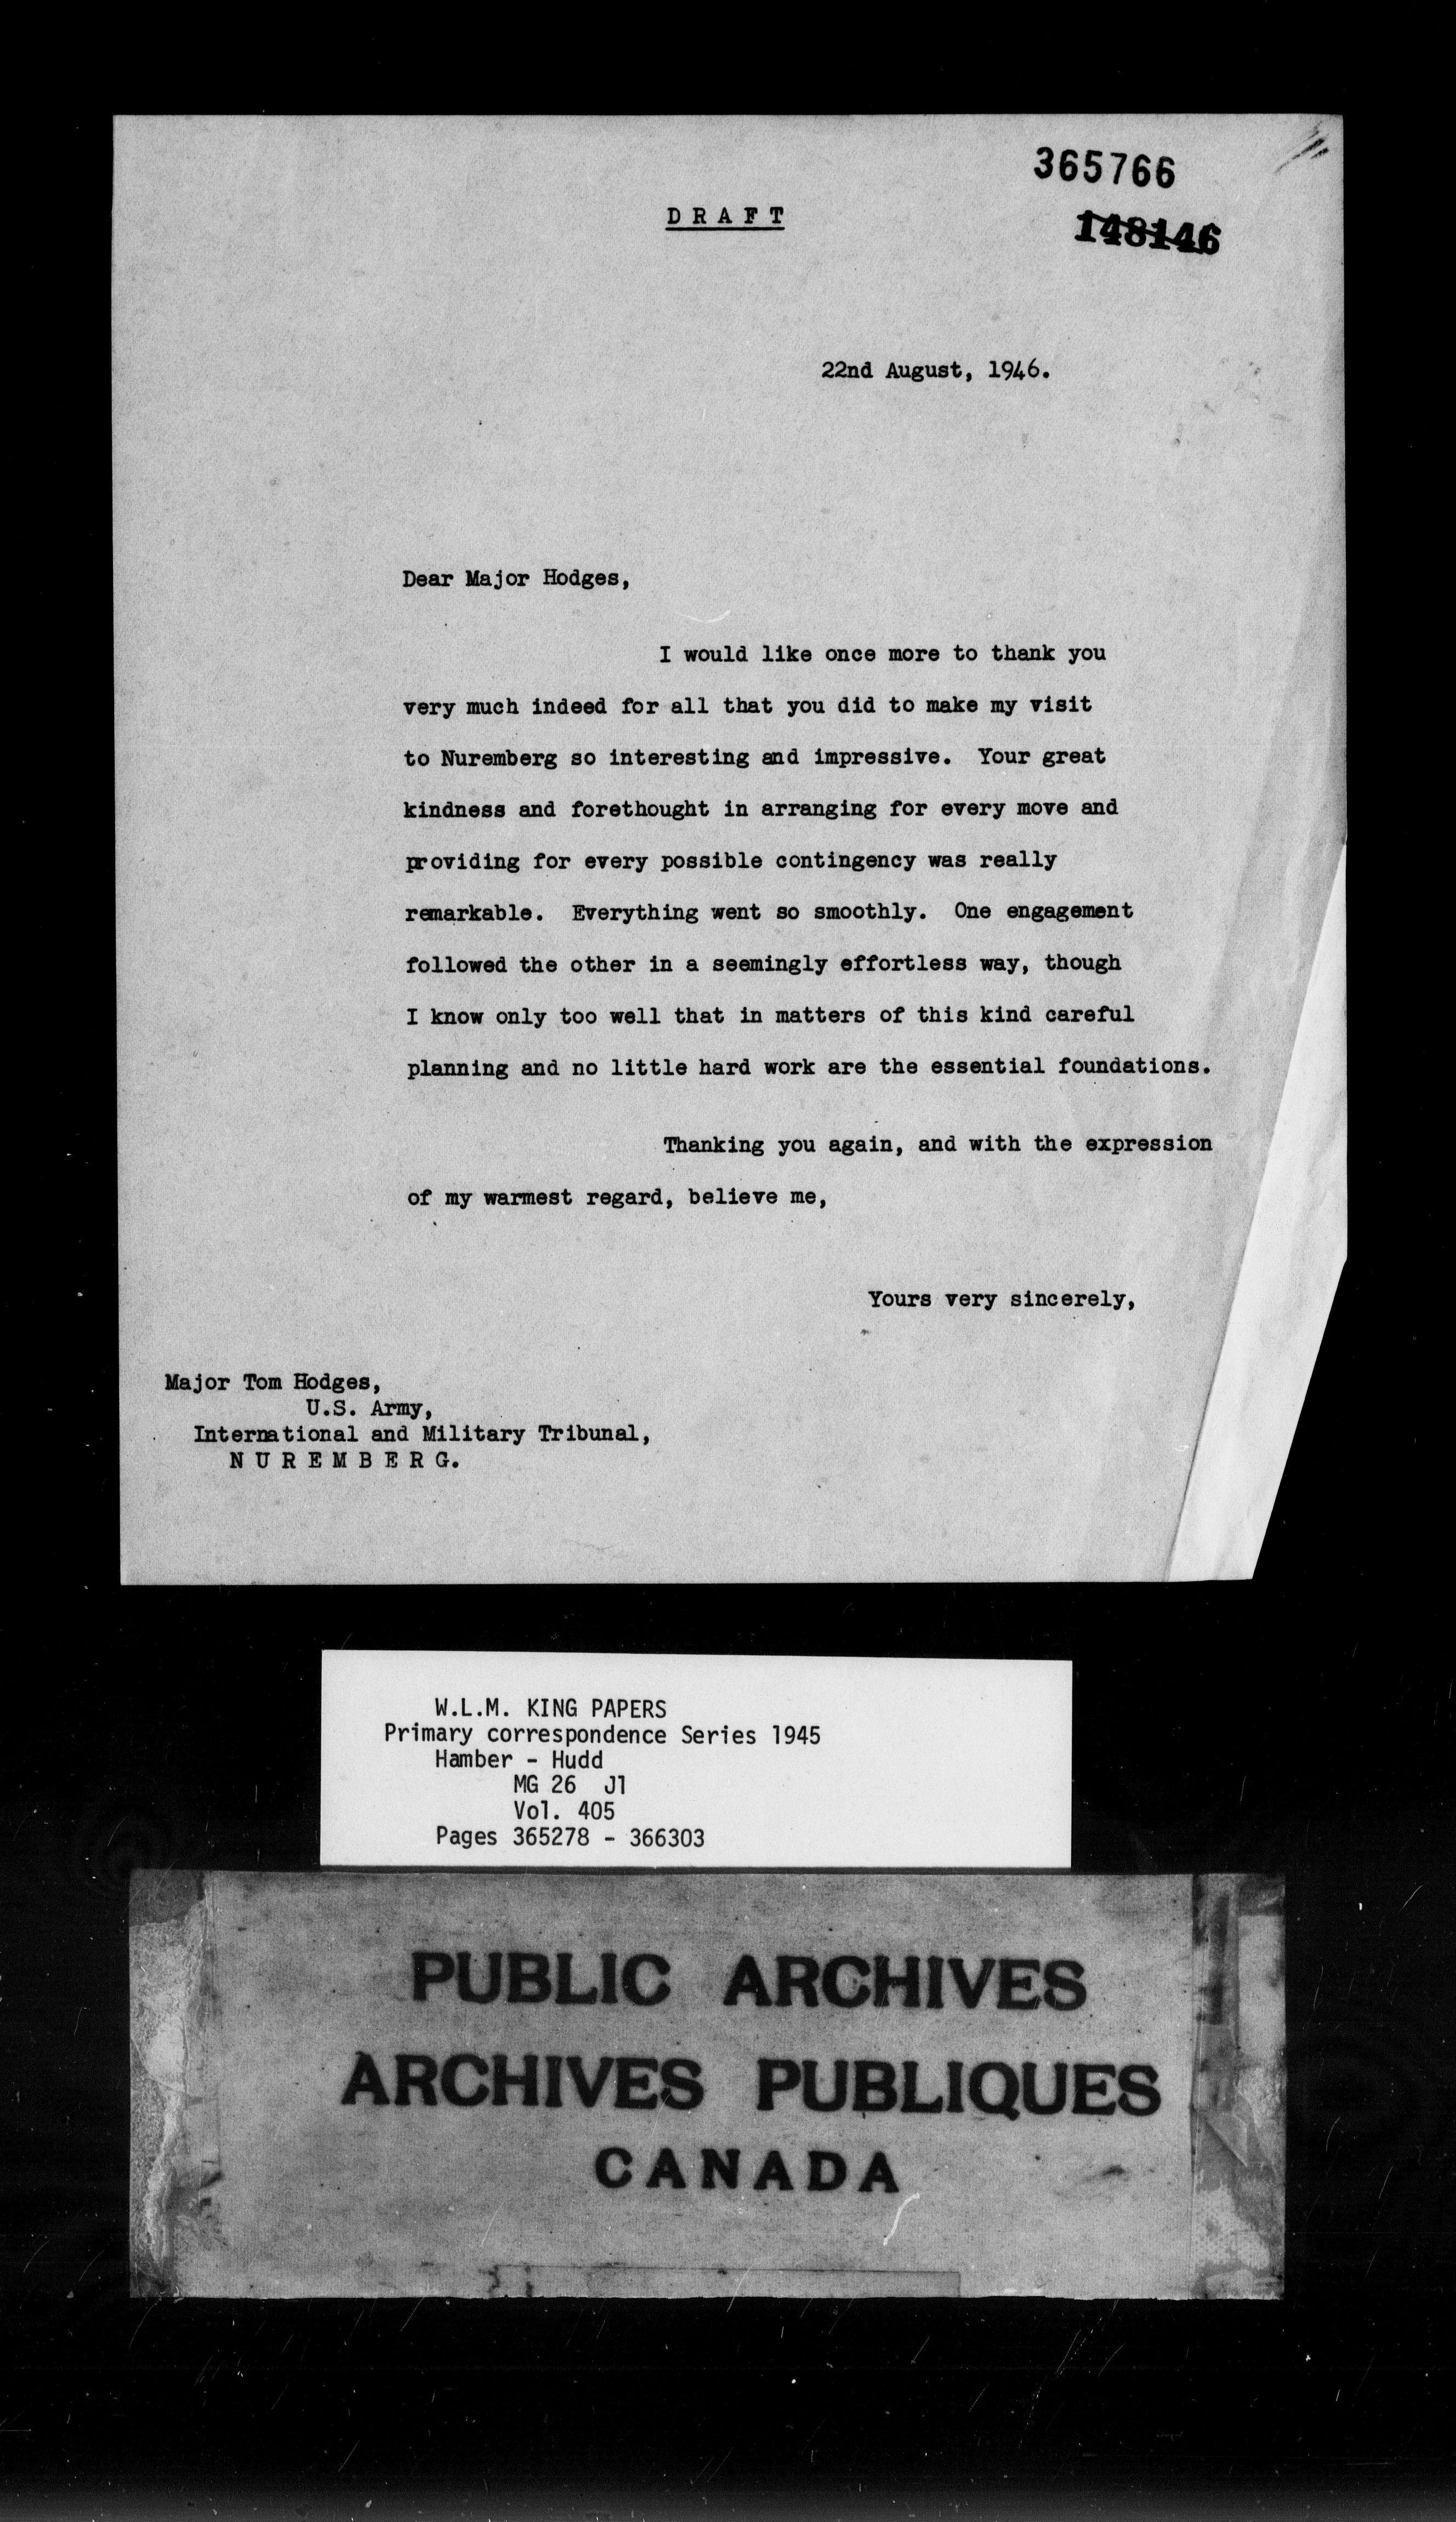 365766
148146
D R A F T
22nd August, 1946.
Dear Major Hodges,
I would like once more to thank you
very much indeed for all that you did to make my visit
to Nuremberg so interesting and impressive. Your great
kindness and forethought in arranging for every move and
providing for every possible contingency was really
remarkable. Everything went so smoothly. One engagement
followed the other in a seemingly effortless way, though
I know only too well that in matters of this kind careful
planning and no little hard work are the essential foundations.
Thanking you again, and with the expression
of my warmest regard, believe me,
Yours very sincerely,
Major Tom Hodges,
U.S. Army,
International and Military Tribunal,
N U R E M B E R G.
W.L.M. KING PAPERS
Primary correspondence Series 1945
Hamber - Hudd
MG 26 J1
Vol. 405
Pages 365278 - 366303
PUBLIC ARCHIVES
ARCHIVES PUBLIQUES
CANADA